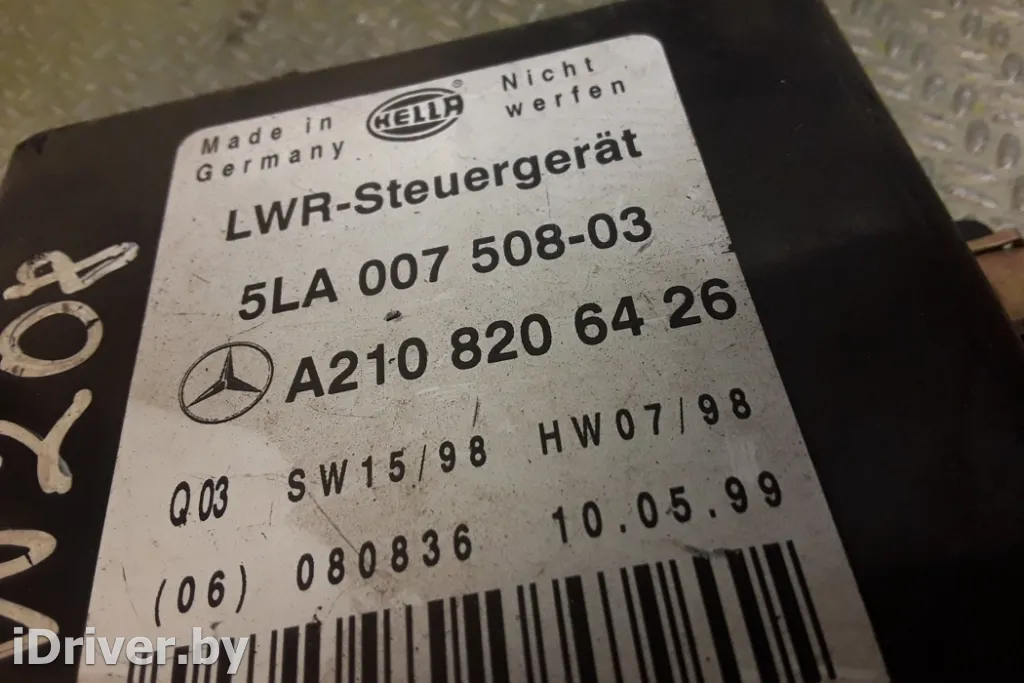 Made in
Germany
HELLA ®
Nicht
werfen
LWR-Steuergerät
5LA 007 508-03
A210 820 64 26
Q03 SW15/98 HW07/98
(06) 080836 10.05.99
iDriver.by